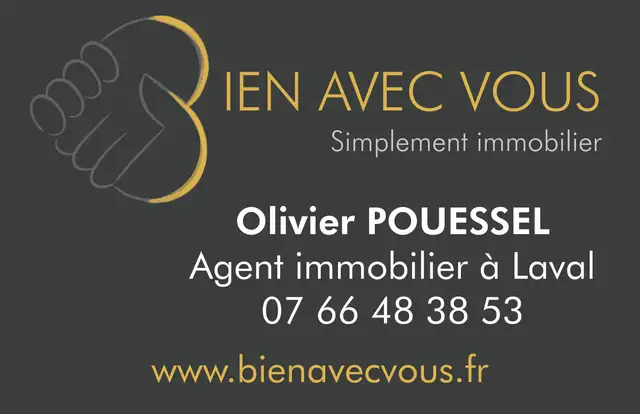 BIEN AVEC VOUS
Simplement immobilier
Olivier POUESSEL
Agent immobilier à Laval
07 66 48 38 53
www.bienavecvous.fr